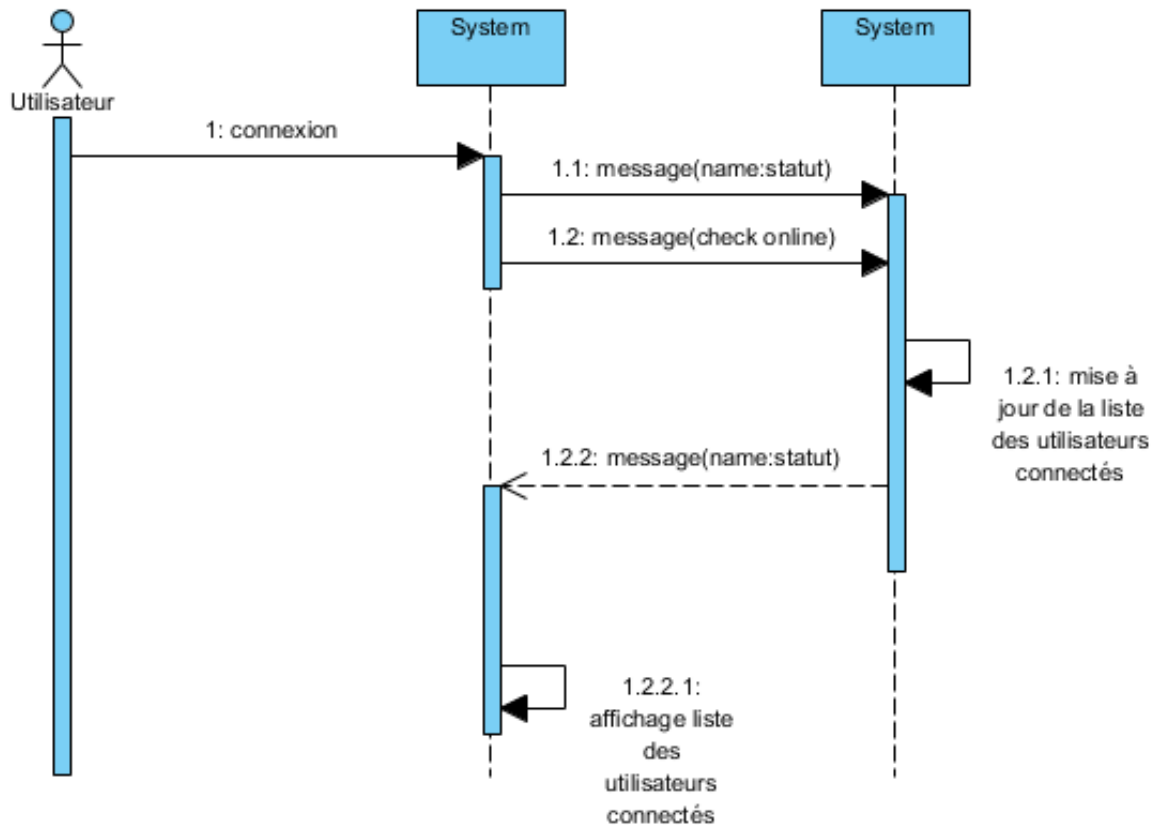 System
System
Utilisateur
1: connexion
1.1: message(name:statut)
1.2: message(check online)
1.2.1: mise à
jour de la liste
des utilisateurs
connectés
1.2.2: message(name:statut)
1.2.2.1:
affichage liste
des
utilisateurs
connectés